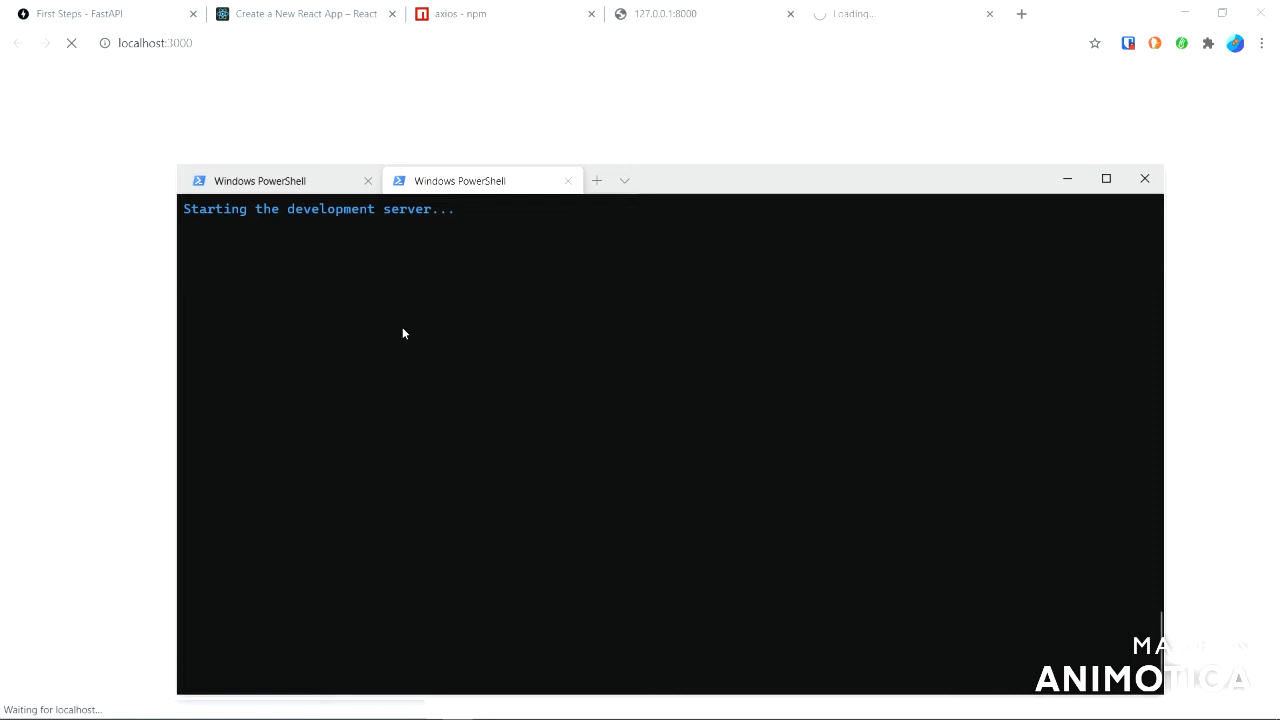 First Steps - FastAPI
Create a New React App – React
axios - npm
127.0.0.1:8000
Loading...
localhost:3000
Windows PowerShell
Windows PowerShell
Starting the development server...
ANIMOTICA
Waiting for localhost...